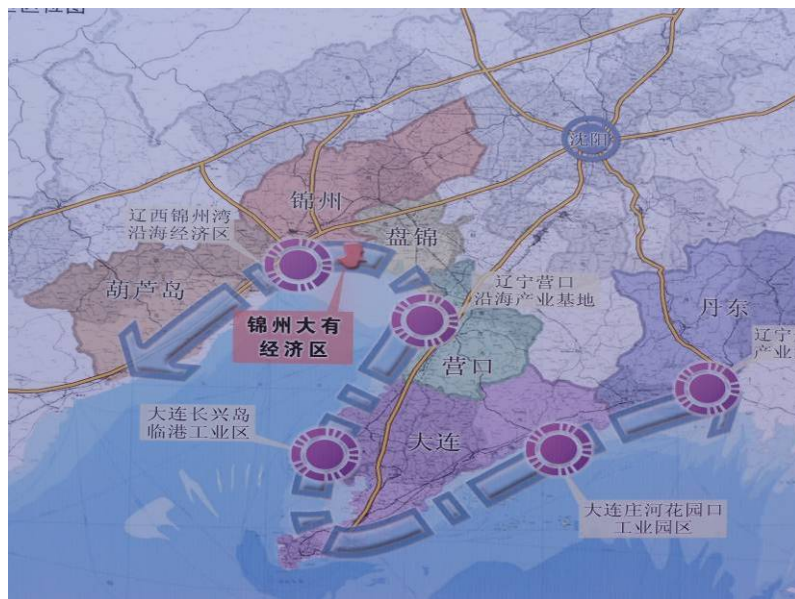 区位图
沈阳
锦州
辽西锦州湾
沿海经济区
盘锦
葫芦岛
辽宁营口
沿海产业基地
丹东
锦州大有
经济区
辽宁
产业
营口
大连长兴岛
临港工业区
大连
大连庄河花园口
工业园区